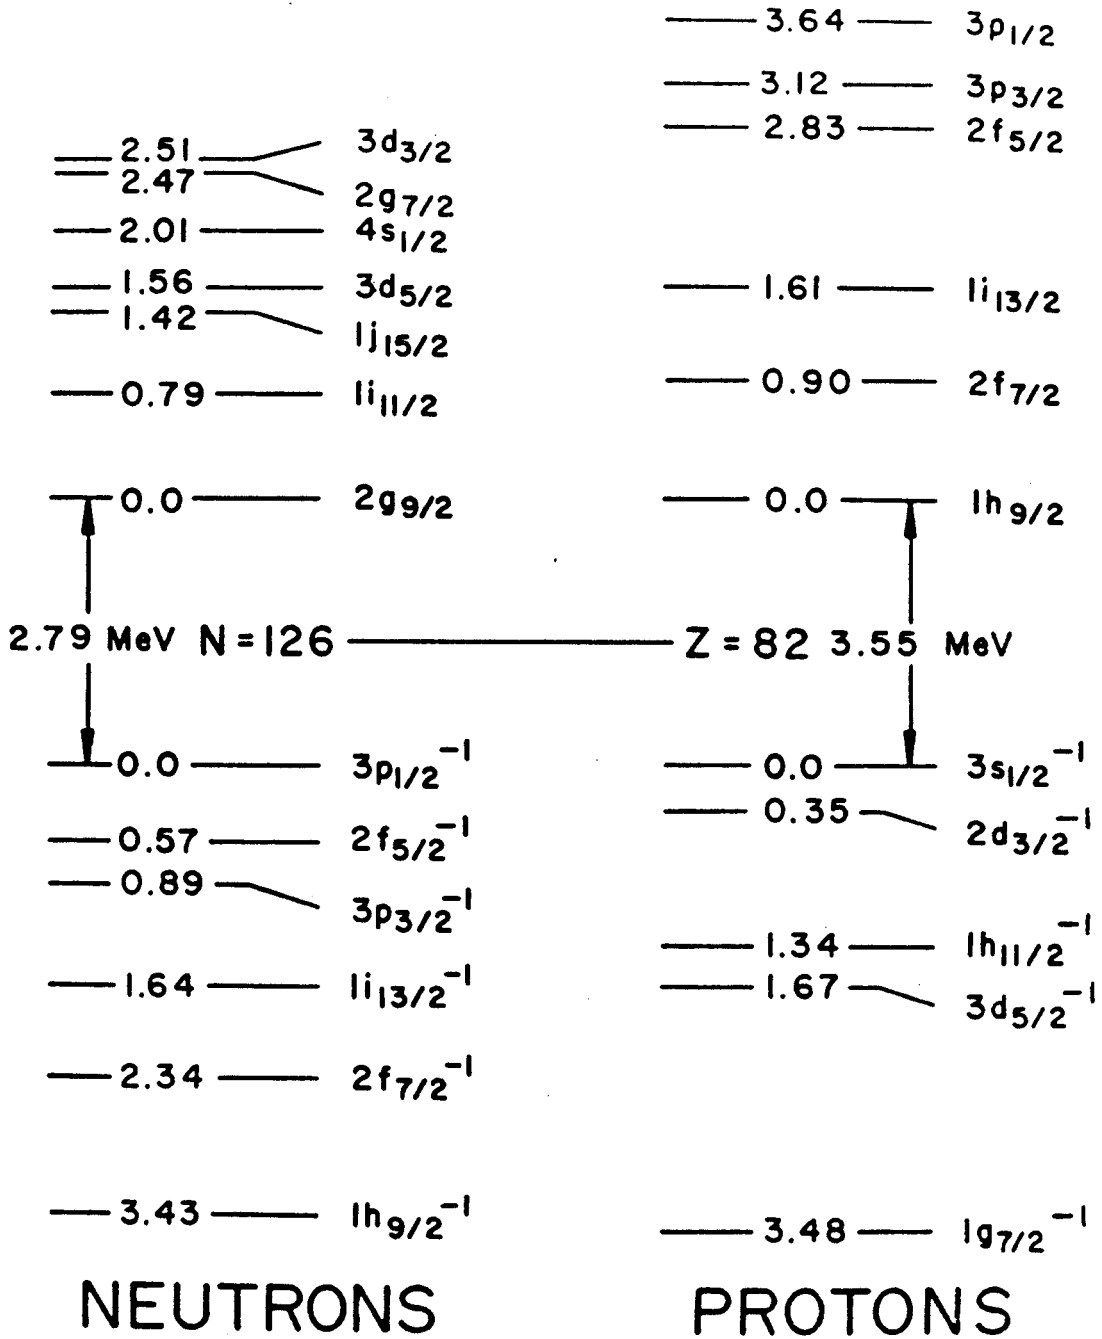 3.64 3p1/2
3.12 3p3/2
2.83 2f5/2
2.51 3d3/2
2.47 2g7/2
2.01 4s1/2
1.56 3d5/2
1.42 1j15/2
0.79 1i11/2
0.0 2g9/2
1.61 1i13/2
0.90 2f7/2
0.0 1h9/2
2.79 MeV N=126
Z=82 3.55 MeV
0.0 3p1/2-1
0.57 2f5/2-1
0.89 3p3/2-1
1.64 1i13/2-1
2.34 2f7/2-1
3.43 1h9/2-1
0.0 3s1/2-1
0.35 2d3/2-1
1.34 1h11/2-1
1.67 3d5/2-1
3.48 1g7/2-1
NEUTRONS
PROTONS